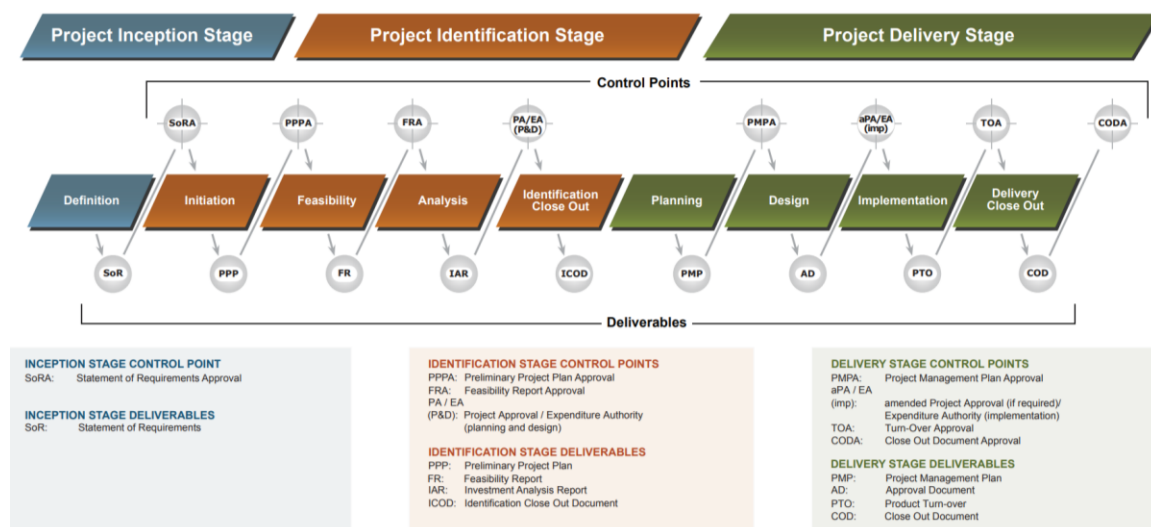 Project Inception Stage
Project Identification Stage
Project Delivery Stage
Control Points
SoRA
PPPA
FRA
PA/EA
(P&D)
PMPA
aPA/EA
(imp)
TOA
CODA
Definition
Initiation
Feasibility
Analysis
Identification
Close Out
Planning
Design
Implementation
Delivery
Close Out
SoR
PPP
FR
IAR
ICOD
PMP
AD
PTO
COD
Deliverables
INCEPTION STAGE CONTROL POINT
SoRA: Statement of Requirements Approval
INCEPTION STAGE DELIVERABLES
SoR: Statement of Requirements
IDENTIFICATION STAGE CONTROL POINTS
PPPA: Preliminary Project Plan Approval
FRA: Feasibility Report Approval
PA / EA
(P&D): Project Approval / Expenditure Authority
(planning and design)
IDENTIFICATION STAGE DELIVERABLES
PPP: Preliminary Project Plan
FR: Feasibility Report
IAR: Investment Analysis Report
ICOD: Identification Close Out Document
DELIVERY STAGE CONTROL POINTS
PMPA: Project Management Plan Approval
aPA / EA
(imp): amended Project Approval (if required)/
Expenditure Authority (implementation)
TOA: Turn-Over Approval
CODA: Close Out Document Approval
DELIVERY STAGE DELIVERABLES
PMP: Project Management Plan
AD: Approval Document
PTO: Product Turn-over
COD: Close Out Document